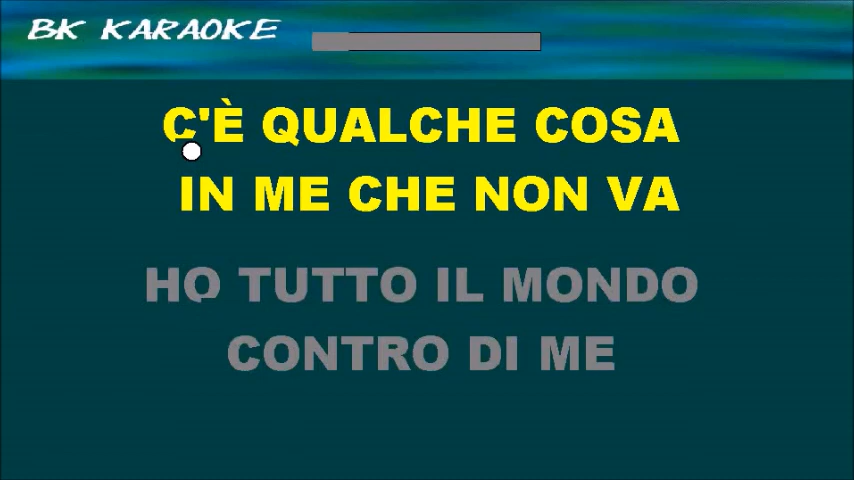 BK KARAOKE
C'È QUALCHE COSA
IN ME CHE NON VA
HO TUTTO IL MONDO
CONTRO DI ME